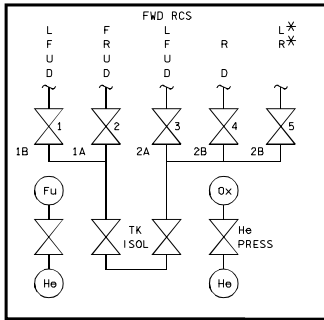 FWD RCS
L F L L*
F R F R R*
U U U
D D D D
1 2 3 4 5
1B 1A 2A 2B 2B
Fu Ox
TK He
ISOL PRESS
He He